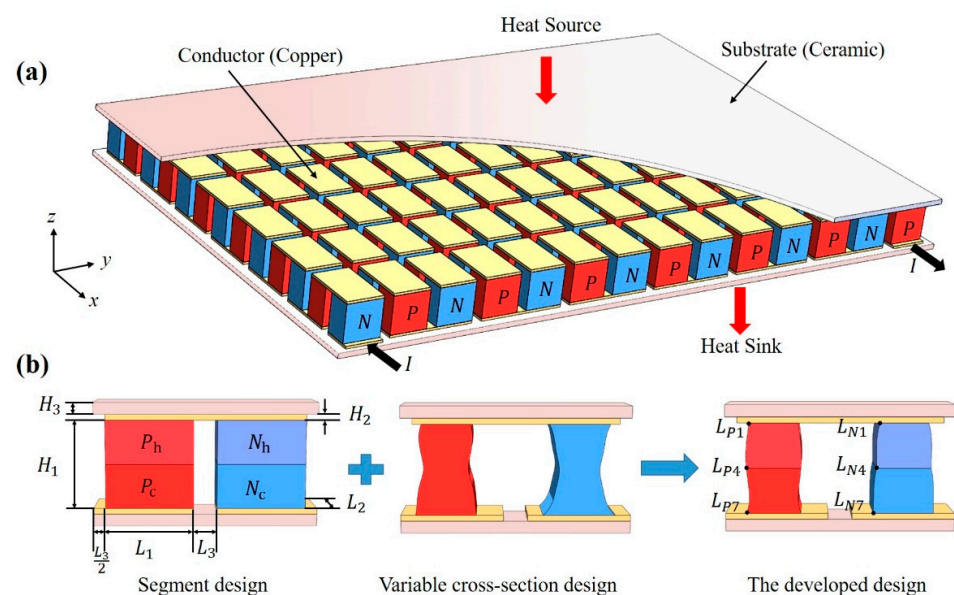 Heat Source
Conductor (Copper)
Substrate (Ceramic)
(a)
z
y
x
N P N P N P N P N P N P
I
I
Heat Sink
(b)
H3
H2
H1
Ph Nh
Pc Nc
L2
L3/2
L1
L3
LP1 LN1
LP4 LN4
LP7 LN7
Segment design
Variable cross-section design
The developed design